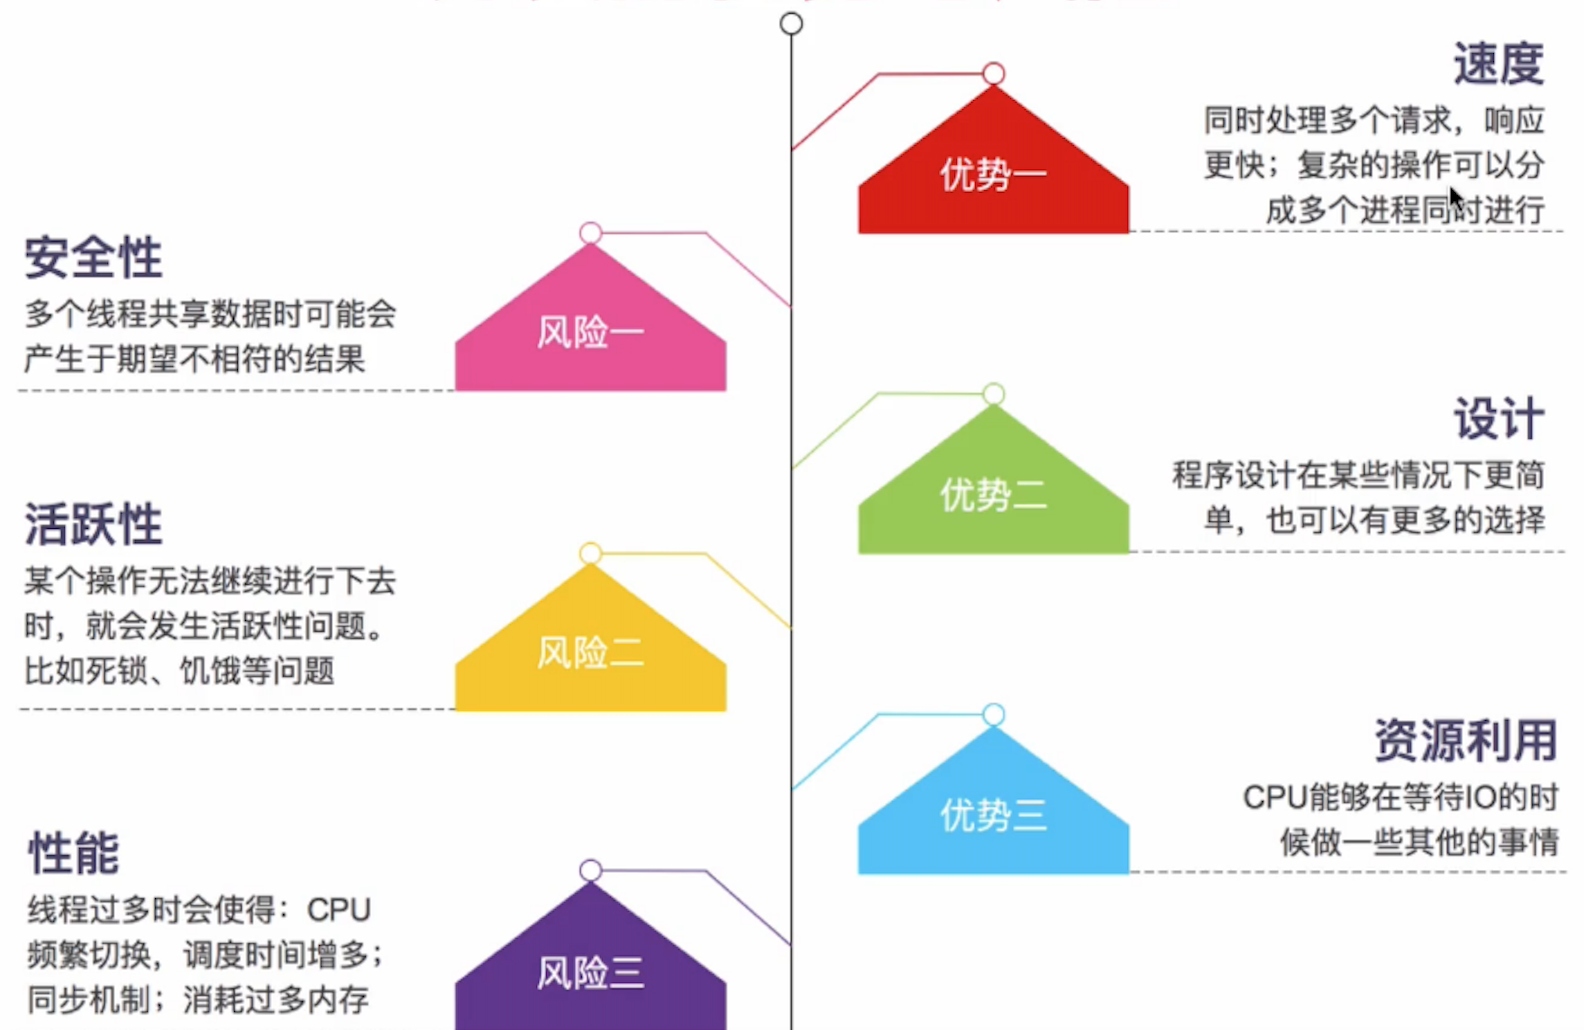 速度
同时处理多个请求，响应
更快；复杂的操作可以分
成多个进程同时进行
优势一
安全性
多个线程共享数据时可能会
产生于期望不相符的结果
风险一
设计
程序设计在某些情况下更简
单，也可以有更多的选择
优势二
活跃性
某个操作无法继续进行下去
时，就会发生活跃性问题。
比如死锁、饥饿等问题
风险二
资源利用
CPU能够在等待IO的时
候做一些其他的事情
优势三
性能
线程过多时会使得：CPU
频繁切换，调度时间增多；
同步机制；消耗过多内存
风险三